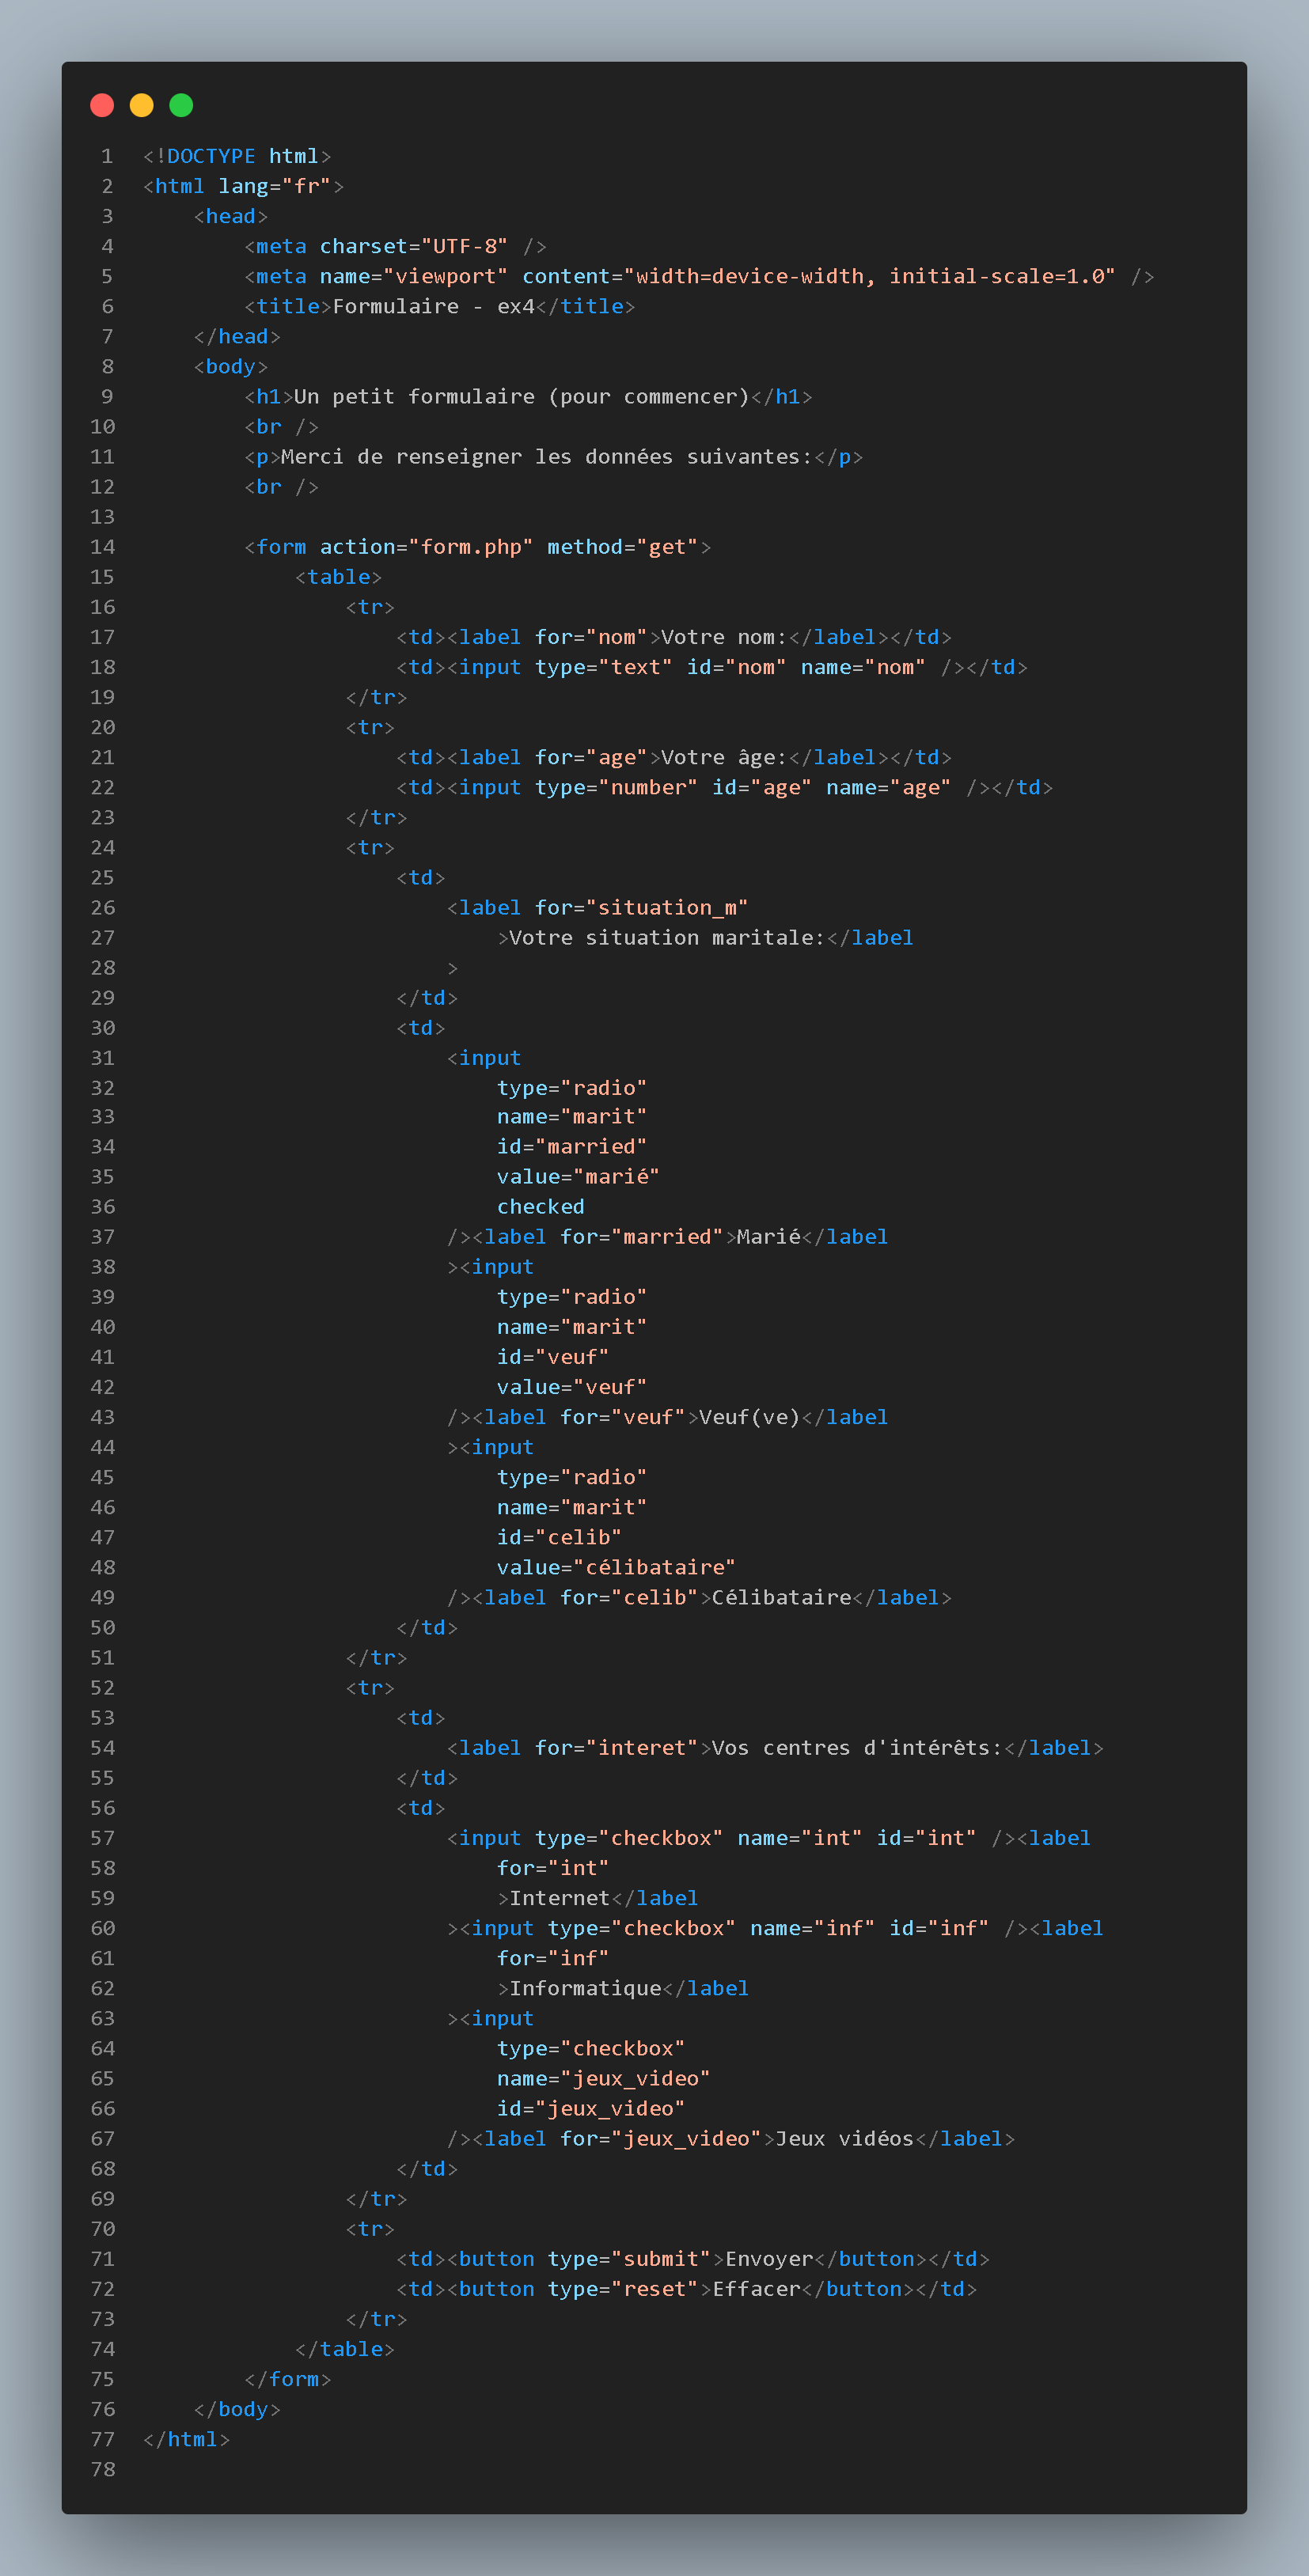 1 <!DOCTYPE html>
2 <html lang="fr">
3     <head>
4         <meta charset="UTF-8" />
5         <meta name="viewport" content="width=device-width, initial-scale=1.0" />
6         <title>Formulaire - ex4</title>
7     </head>
8     <body>
9         <h1>Un petit formulaire (pour commencer)</h1>
10         <br />
11         <p>Merci de renseigner les données suivantes:</p>
12         <br />
13
14         <form action="form.php" method="get">
15             <table>
16                 <tr>
17                     <td><label for="nom">Votre nom:</label></td>
18                     <td><input type="text" id="nom" name="nom" /></td>
19                 </tr>
20                 <tr>
21                     <td><label for="age">Votre âge:</label></td>
22                     <td><input type="number" id="age" name="age" /></td>
23                 </tr>
24                 <tr>
25                     <td>
26                         <label for="situation_m"
27                             >Votre situation maritale:</label
28                         >
29                     </td>
30                     <td>
31                         <input
32                             type="radio"
33                             name="marit"
34                             id="married"
35                             value="marié"
36                             checked
37                         /><label for="married">Marié</label
38                         ><input
39                             type="radio"
40                             name="marit"
41                             id="veuf"
42                             value="veuf"
43                         /><label for="veuf">Veuf(ve)</label
44                         ><input
45                             type="radio"
46                             name="marit"
47                             id="celib"
48                             value="célibataire"
49                         /><label for="celib">Célibataire</label>
50                     </td>
51                 </tr>
52                 <tr>
53                     <td>
54                         <label for="interet">Vos centres d'intérêts:</label>
55                     </td>
56                     <td>
57                         <input type="checkbox" name="int" id="int" /><label
58                             for="int"
59                             >Internet</label
60                         ><input type="checkbox" name="inf" id="inf" /><label
61                             for="inf"
62                             >Informatique</label
63                         ><input
64                             type="checkbox"
65                             name="jeux_video"
66                             id="jeux_video"
67                         /><label for="jeux_video">Jeux vidéos</label>
68                     </td>
69                 </tr>
70                 <tr>
71                     <td><button type="submit">Envoyer</button></td>
72                     <td><button type="reset">Effacer</button></td>
73                 </tr>
74             </table>
75         </form>
76     </body>
77 </html>
78